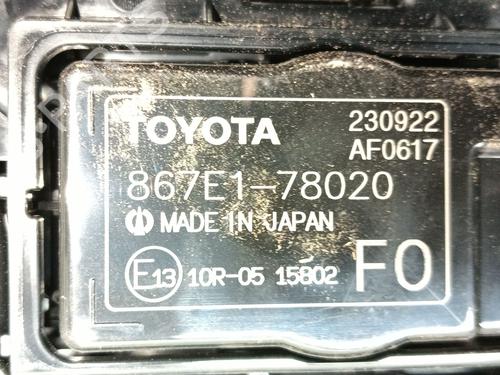 TOYOTA 230922
AF0617
867E1-78020
MADE IN JAPAN
E13 10R-05 15802 F0